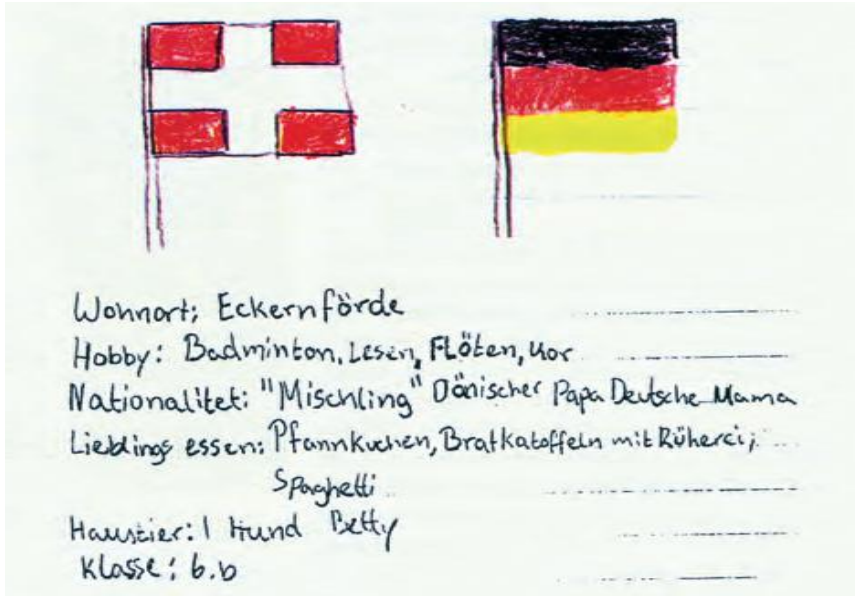 Wohnort: Eckernförde
Hobby: Badminton, Lesen, Flöten, Kor
Nationalitet: "Mischling" Dänischer Papa Deutsche Mama
Lieblings essen: Pfannkuchen, Bratkatoffeln mit Rüherei,
Spaghetti
Haustier: 1 Hund Betty
Klasse: 6.b